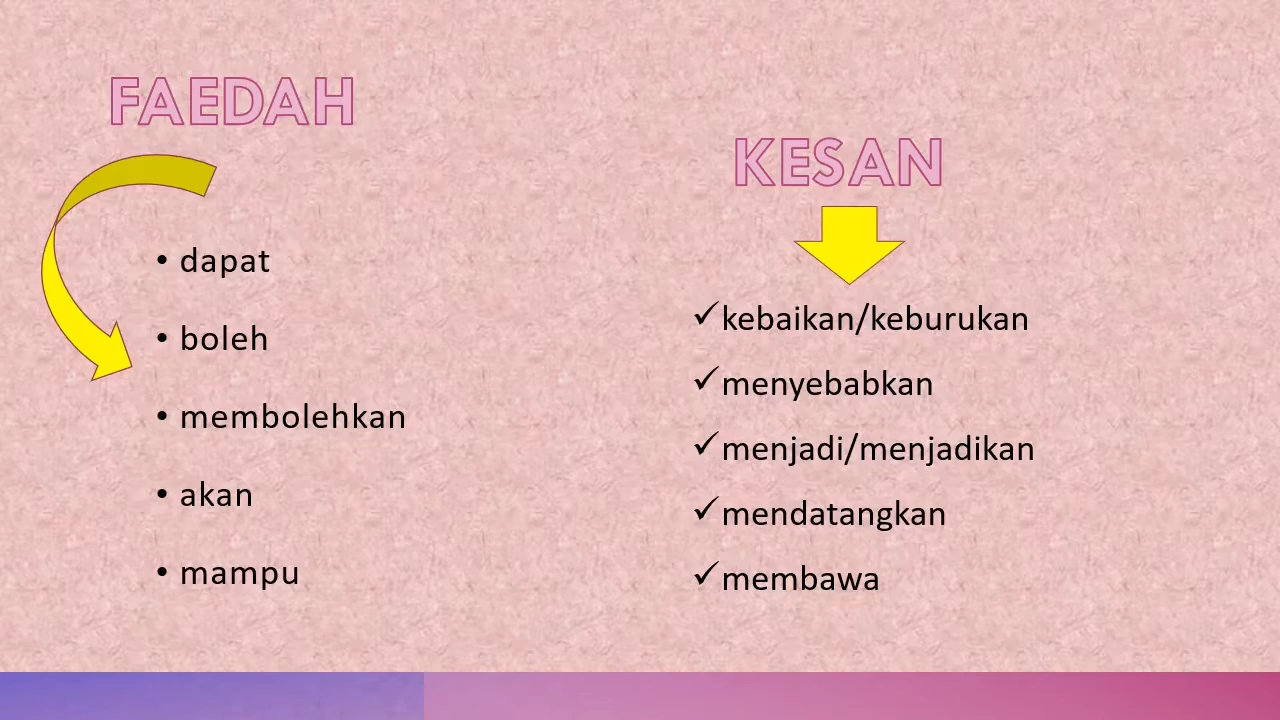 FAEDAH
• dapat
• boleh
• membolehkan
• akan
• mampu
KESAN
✓kebaikan/keburukan
✓menyebabkan
✓menjadi/menjadikan
✓mendatangkan
✓membawa